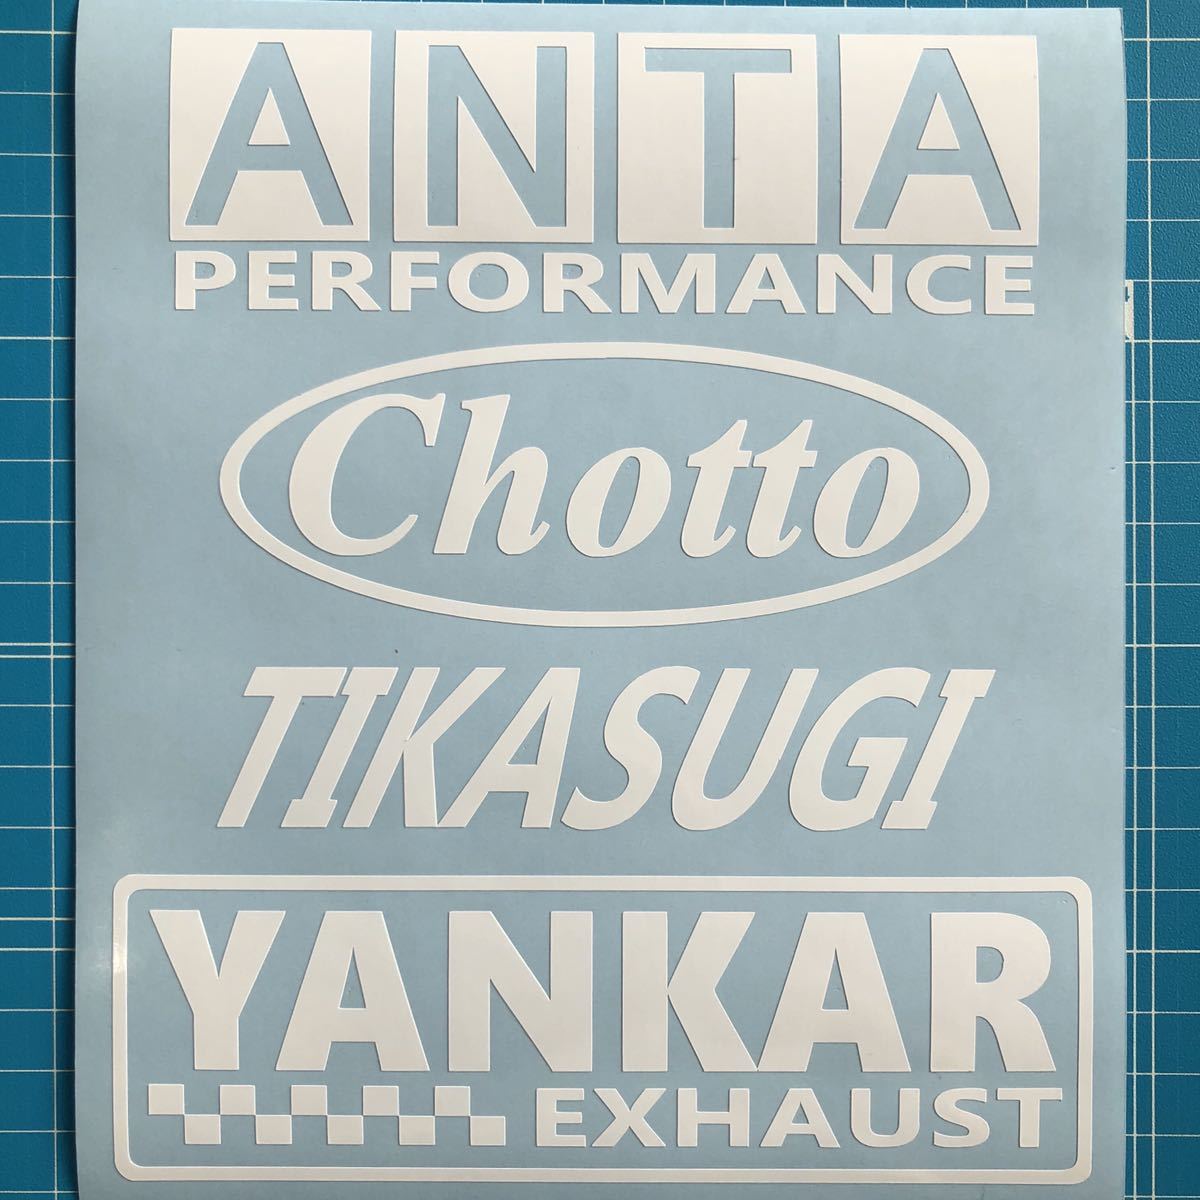 ANTA
PERFORMANCE
Chotto
TIKASUGI
YANKAR
EXHAUST